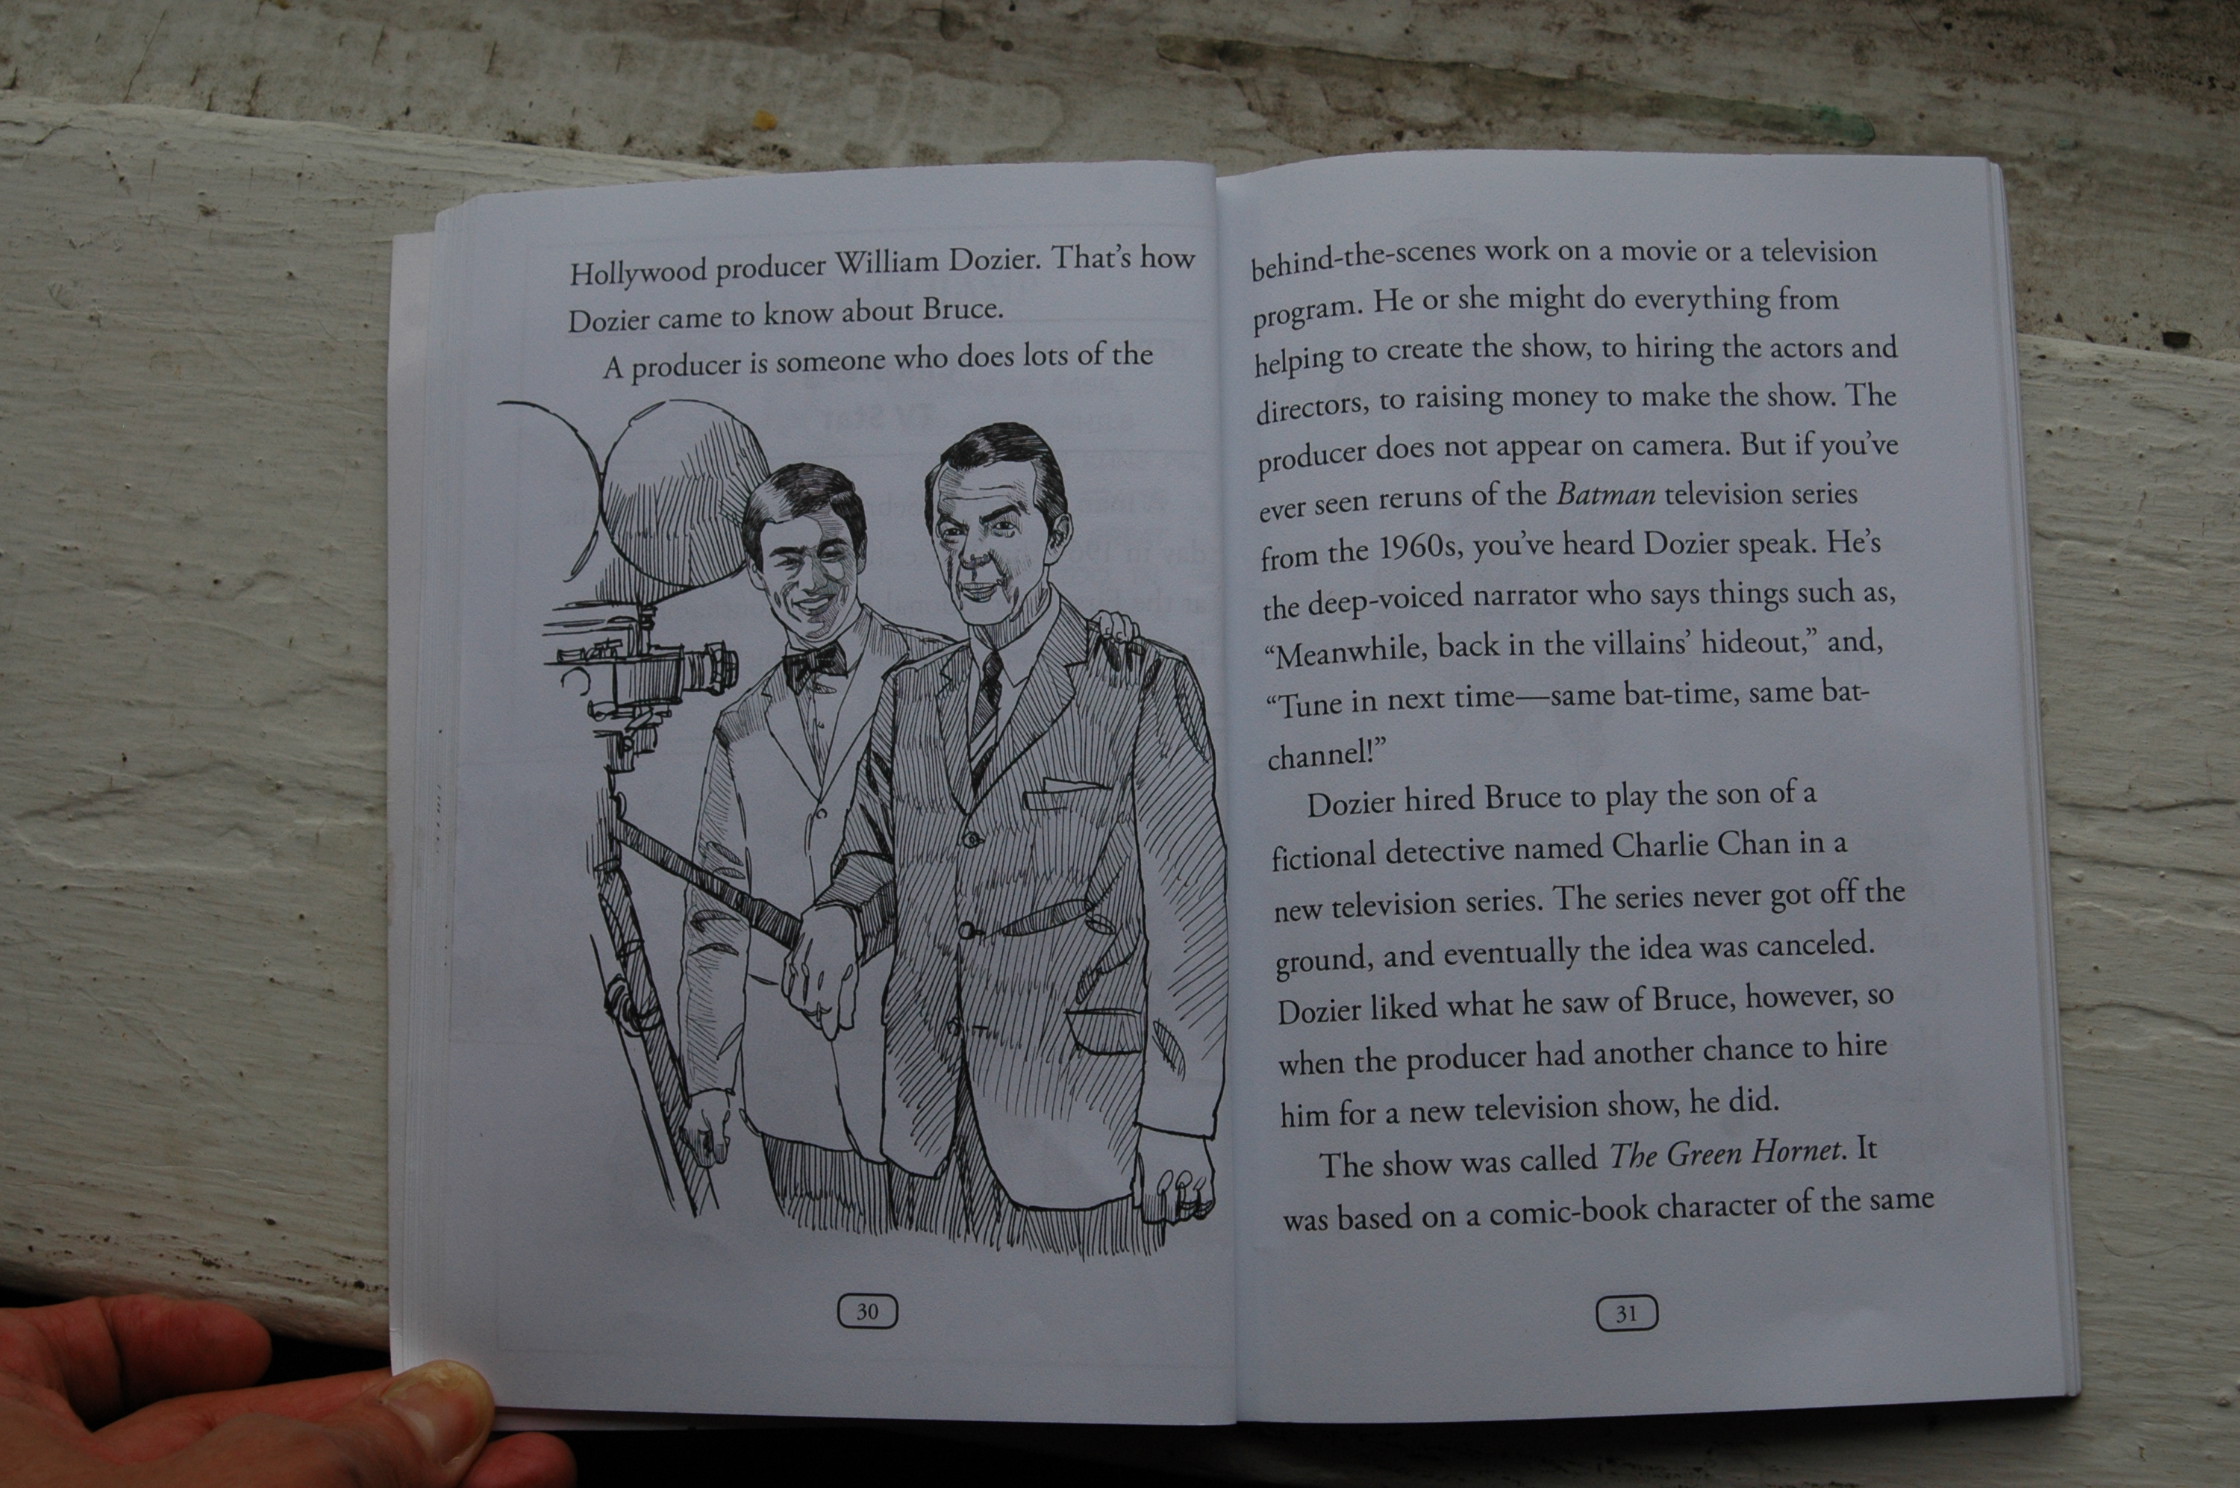 Hollywood producer William Dozier. That's how
Dozier came to know about Bruce.
A producer is someone who does lots of the
30
behind-the-scenes work on a movie or a television
program. He or she might do everything from
helping to create the show, to hiring the actors and
directors, to raising money to make the show. The
producer does not appear on camera. But if you've
ever seen reruns of the Batman television series
from the 1960s, you've heard Dozier speak. He's
the deep-voiced narrator who says things such as,
“Meanwhile, back in the villains' hideout,” and,
“Tune in next time—same bat-time, same bat-
channel!”
Dozier hired Bruce to play the son of a
fictional detective named Charlie Chan in a
new television series. The series never got off the
ground, and eventually the idea was canceled.
Dozier liked what he saw of Bruce, however, so
when the producer had another chance to hire
him for a new television show, he did.
The show was called The Green Hornet. It
was based on a comic-book character of the same
31